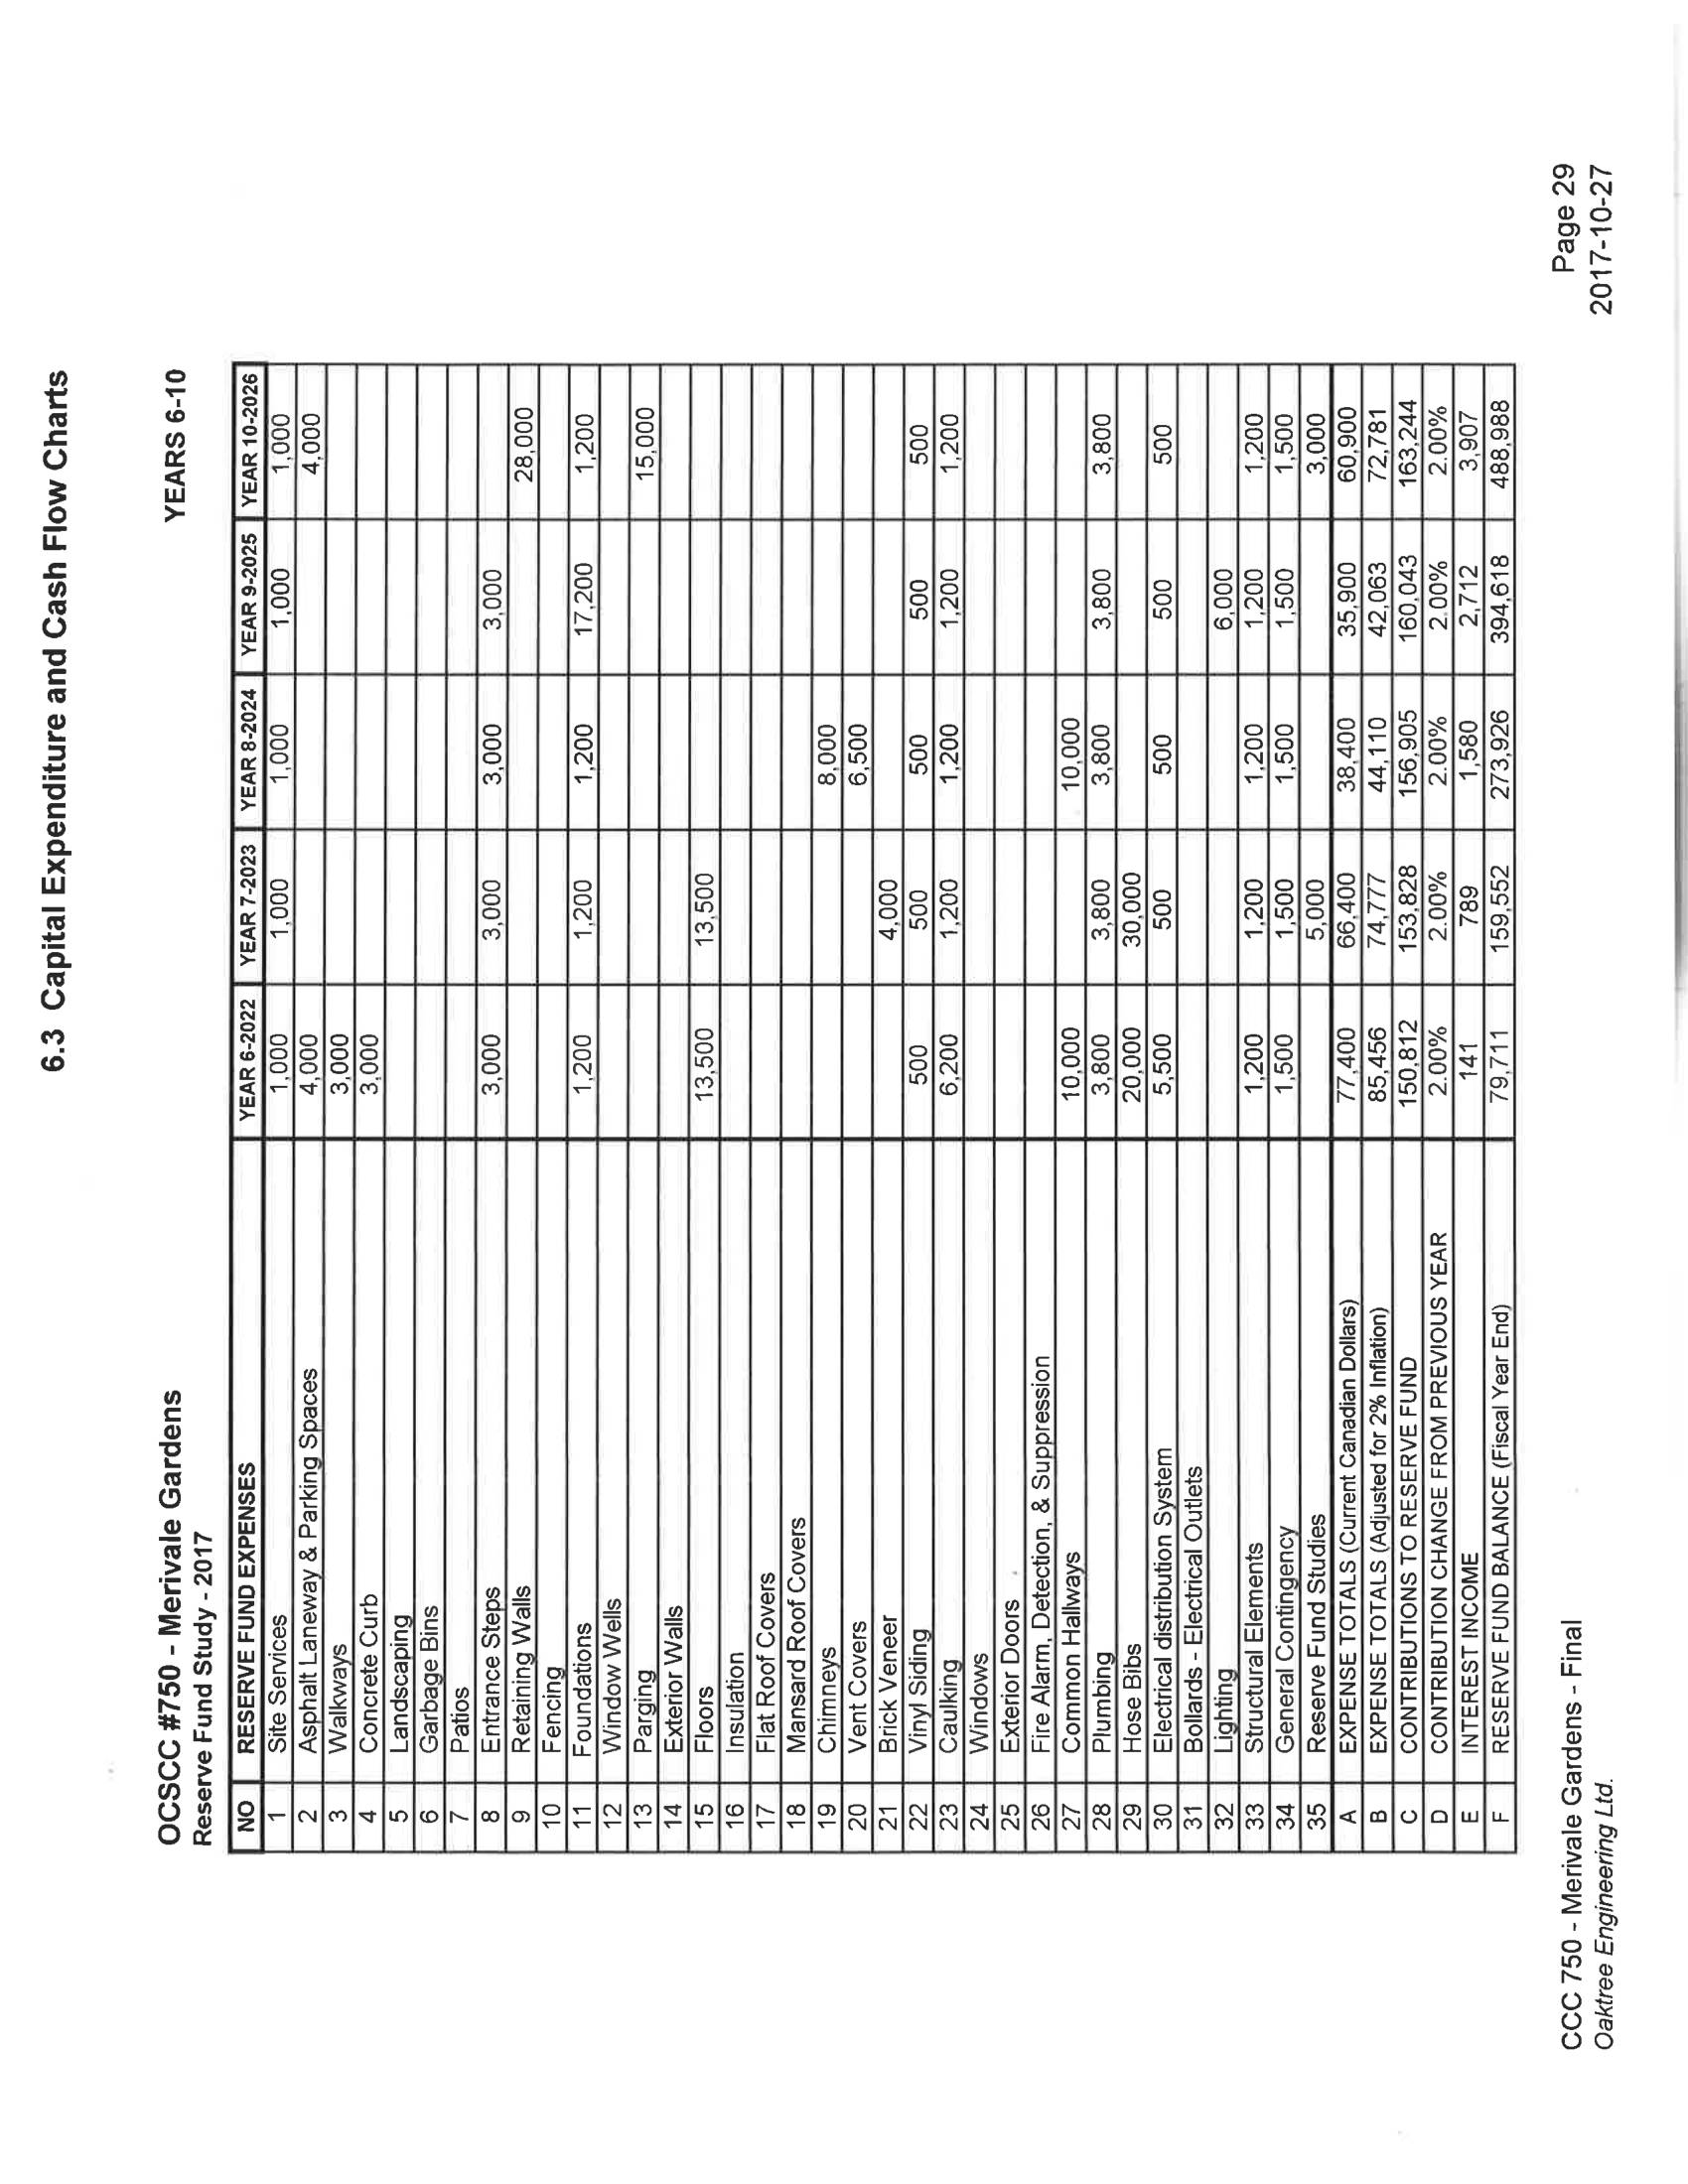 6.3 Capital Expenditure and Cash Flow Charts
OCSCC #750 - Merivale Gardens
Reserve Fund Study - 2017 YEARS 6-10
NO RESERVE FUND EXPENSES YEAR 6-2022 YEAR 7-2023 YEAR 8-2024 YEAR 9-2025 YEAR 10-2026
1 Site Services 1,000 1,000 1,000 1,000 1,000
2 Asphalt Laneway & Parking Spaces 4,000 4,000
3 Walkways 3,000
4 Concrete Curb 3,000
5 Landscaping
6 Garbage Bins
7 Patios
8 Entrance Steps 3,000 3,000 3,000 3,000
9 Retaining Walls 28,000
10 Fencing
11 Foundations 1,200 1,200 1,200 17,200 1,200
12 Window Wells
13 Parging 15,000
14 Exterior Walls
15 Floors 13,500 13,500
16 Insulation
17 Flat Roof Covers
18 Mansard Roof Covers
19 Chimneys 8,000
20 Vent Covers 6,500
21 Brick Veneer 4,000
22 Vinyl Siding 500 500 500 500 500
23 Caulking 6,200 1,200 1,200 1,200 1,200
24 Windows
25 Exterior Doors
26 Fire Alarm, Detection, & Suppression
27 Common Hallways 10,000 10,000
28 Plumbing 3,800 3,800 3,800 3,800 3,800
29 Hose Bibs 20,000 30,000
30 Electrical distribution System 5,500 500 500 500 500
31 Bollards - Electrical Outlets
32 Lighting 6,000
33 Structural Elements 1,200 1,200 1,200 1,200 1,200
34 General Contingency 1,500 1,500 1,500 1,500 1,500
35 Reserve Fund Studies 5,000 3,000
A EXPENSE TOTALS (Current Canadian Dollars) 77,400 66,400 38,400 35,900 60,900
B EXPENSE TOTALS (Adjusted for 2% Inflation) 85,456 74,777 44,110 42,063 72,781
C CONTRIBUTIONS TO RESERVE FUND 150,812 153,828 156,905 160,043 163,244
D CONTRIBUTION CHANGE FROM PREVIOUS YEAR 2.00% 2.00% 2.00% 2.00% 2.00%
E INTEREST INCOME 141 789 1,580 2,712 3,907
F RESERVE FUND BALANCE (Fiscal Year End) 79,711 159,552 273,926 394,618 488,988
CCC 750 - Merivale Gardens - Final Page 29
Oaktree Engineering Ltd. 2017-10-27